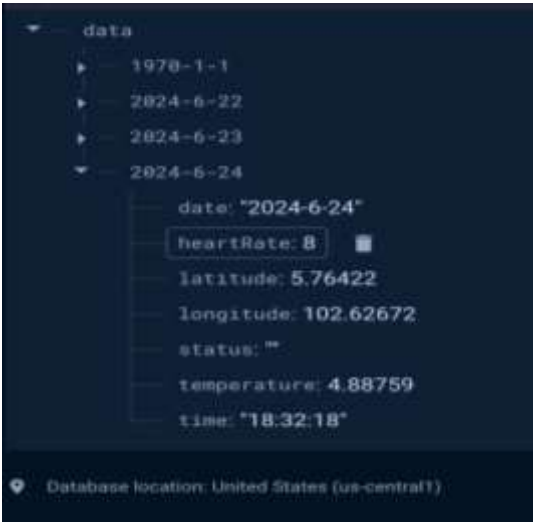 data
1970-1-1
2024-6-22
2024-6-23
2024-6-24
date: "2024-6-24"
heartRate: 8
latitude: 5.76422
longitude: 102.62672
status: ""
temperature: 4.88759
time: "18:32:18"
Database location: United States (us-central1)